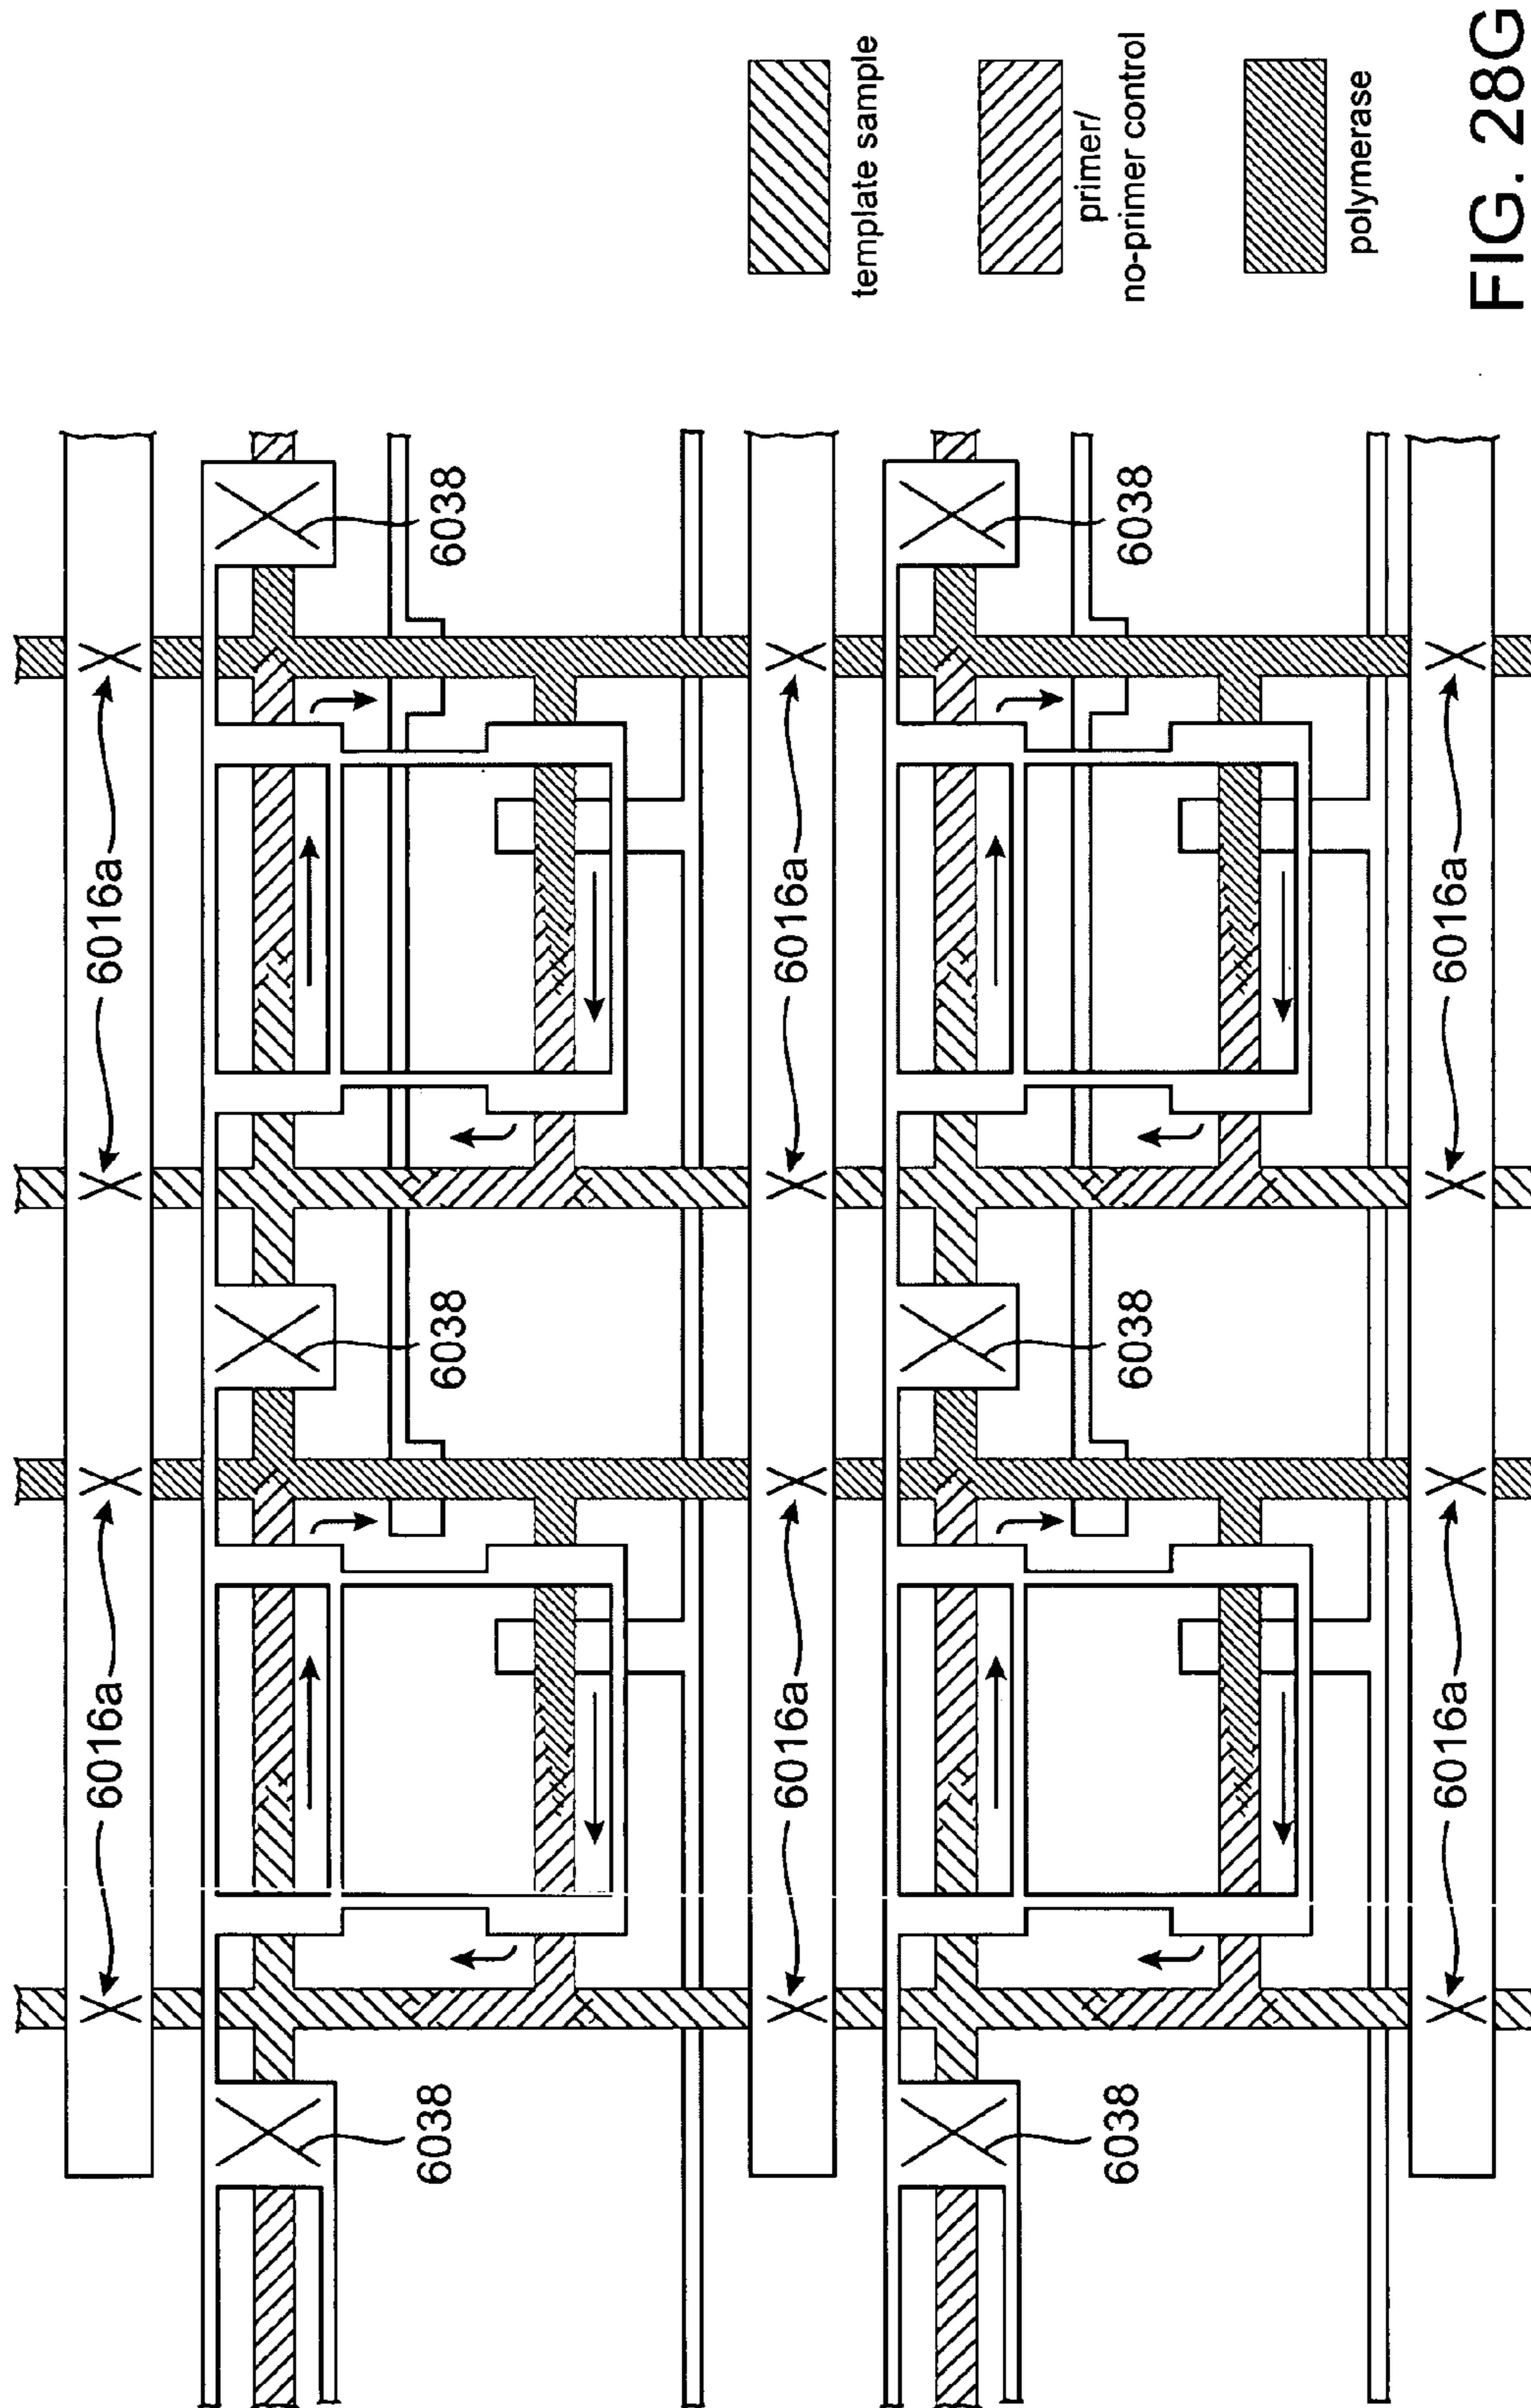 6016a
6016a
6038
6038
6038
6016a
6016a
6038
6038
6038
6016a
6016a
template sample
primer/
no-primer control
polymerase
FIG. 28G